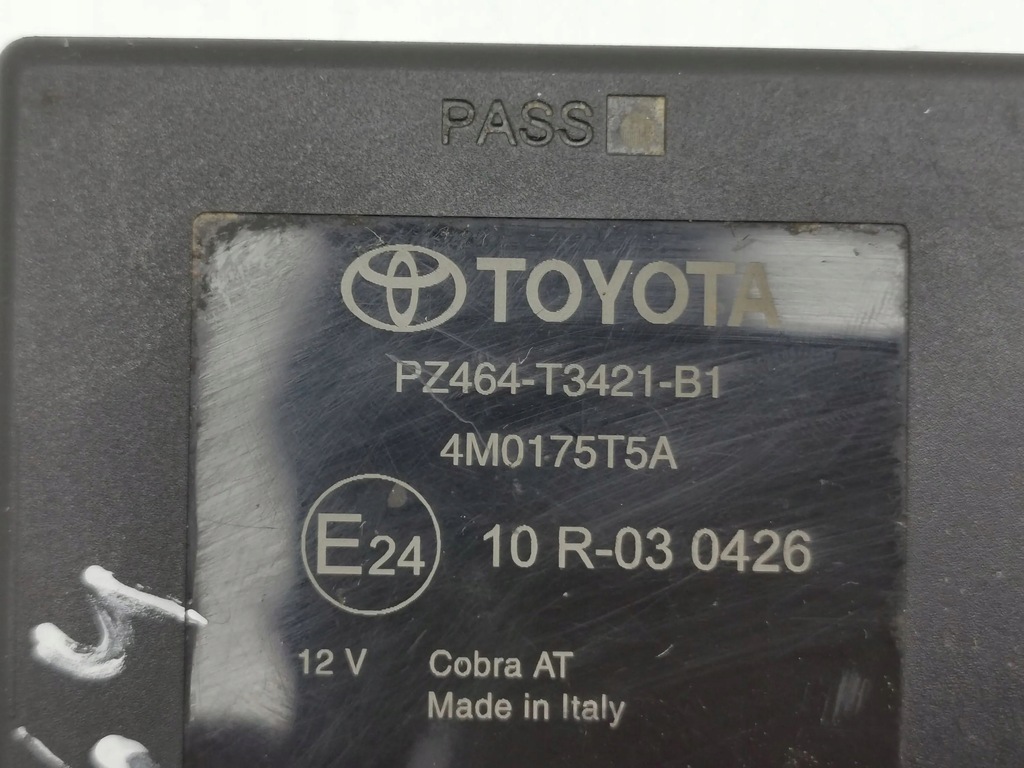 PASS
TOYOTA
PZ464-T3421-B1
4M0175T5A
E24 10 R-03 0426
12 V Cobra AT
Made in Italy